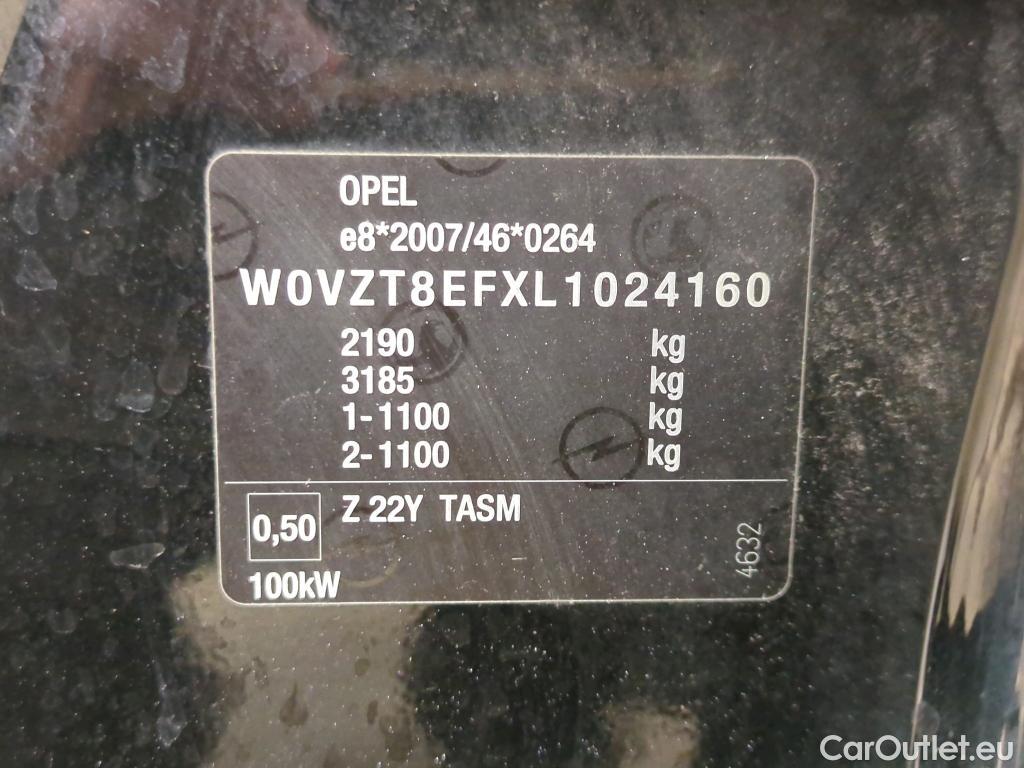 OPEL
e8*2007/46*0264
W0VZT8EFXL1024160
2190 kg
3185 kg
1-1100 kg
2-1100 kg
0,50 Z 22Y TASM
4632
100kW
CarOutlet.eu